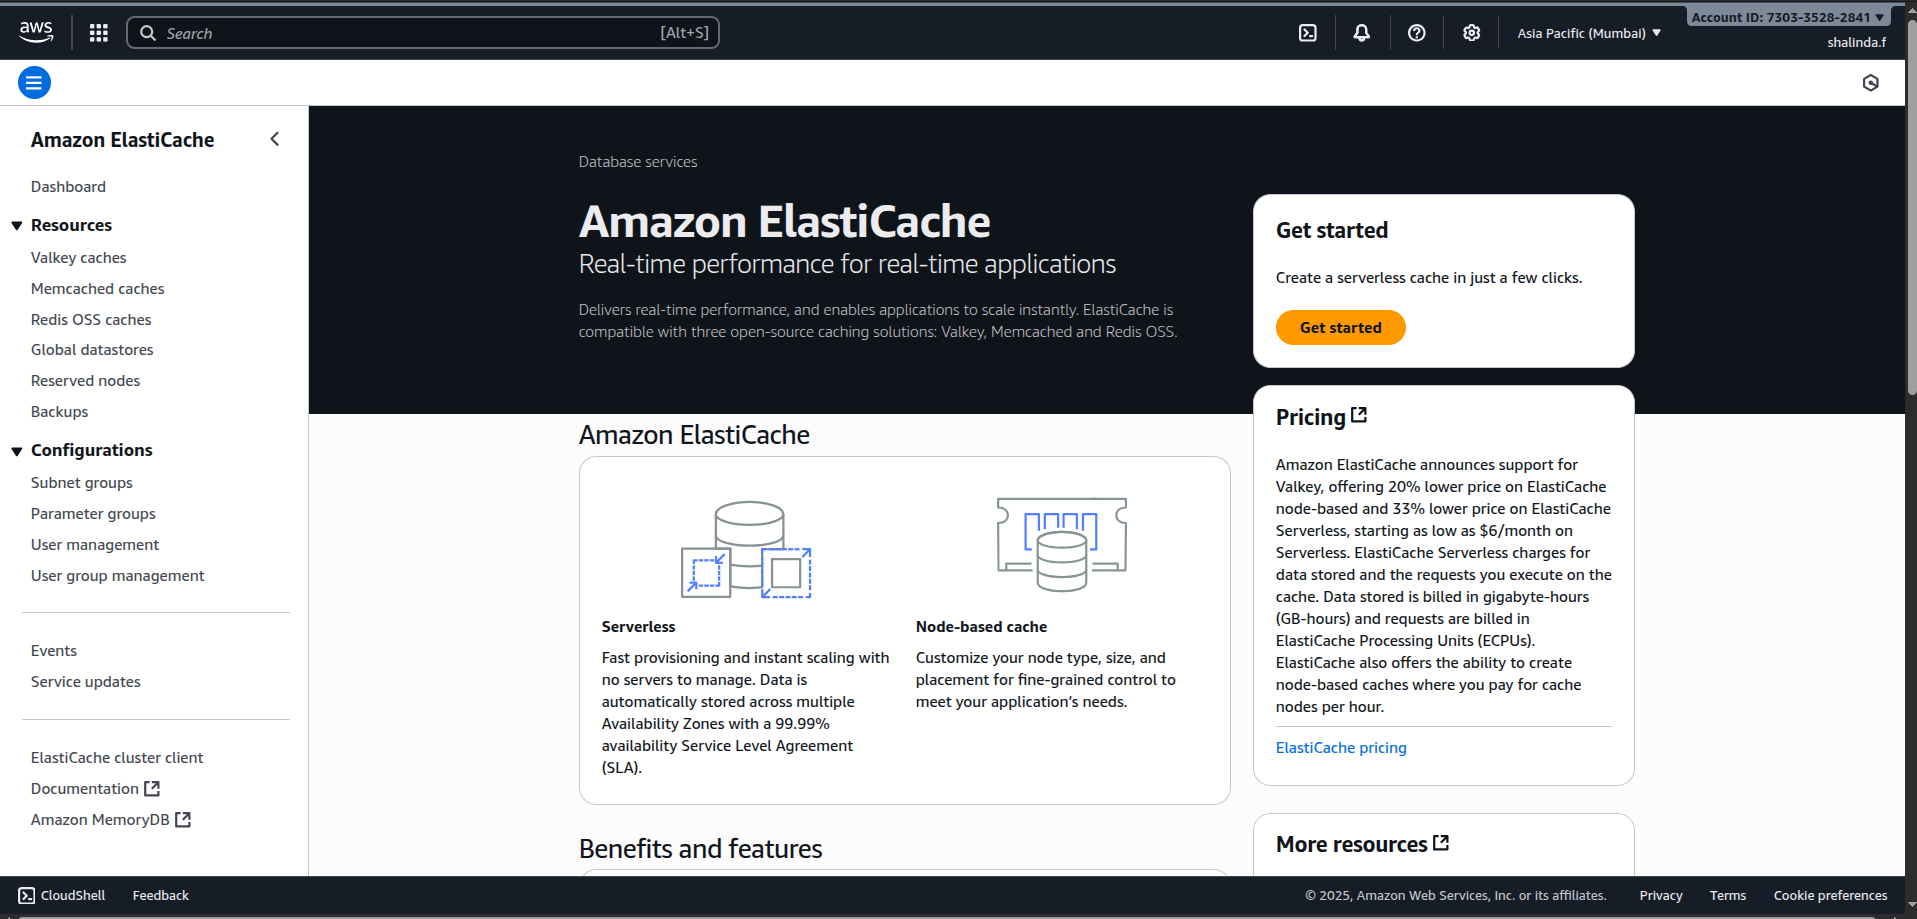 aws
Search
[Alt+S]
Asia Pacific (Mumbai)
Account ID: 7303-3528-2841
shalinda.f
Amazon ElastiCache
Dashboard
Resources
Valkey caches
Memcached caches
Redis OSS caches
Global datastores
Reserved nodes
Backups
Configurations
Subnet groups
Parameter groups
User management
User group management
Events
Service updates
ElastiCache cluster client
Documentation
Amazon MemoryDB
Database services
Amazon ElastiCache
Real-time performance for real-time applications
Delivers real-time performance, and enables applications to scale instantly. ElastiCache is
compatible with three open-source caching solutions: Valkey, Memcached and Redis OSS.
Get started
Create a serverless cache in just a few clicks.
Get started
Amazon ElastiCache
Serverless
Fast provisioning and instant scaling with
no servers to manage. Data is
automatically stored across multiple
Availability Zones with a 99.99%
availability Service Level Agreement
(SLA).
Node-based cache
Customize your node type, size, and
placement for fine-grained control to
meet your application's needs.
Pricing
Amazon ElastiCache announces support for
Valkey, offering 20% lower price on ElastiCache
node-based and 33% lower price on ElastiCache
Serverless, starting as low as $6/month on
Serverless. ElastiCache Serverless charges for
data stored and the requests you execute on the
cache. Data stored is billed in gigabyte-hours
(GB-hours) and requests are billed in
ElastiCache Processing Units (ECPUs).
ElastiCache also offers the ability to create
node-based caches where you pay for cache
nodes per hour.
ElastiCache pricing
Benefits and features
More resources
CloudShell
Feedback
© 2025, Amazon Web Services, Inc. or its affiliates.
Privacy
Terms
Cookie preferences